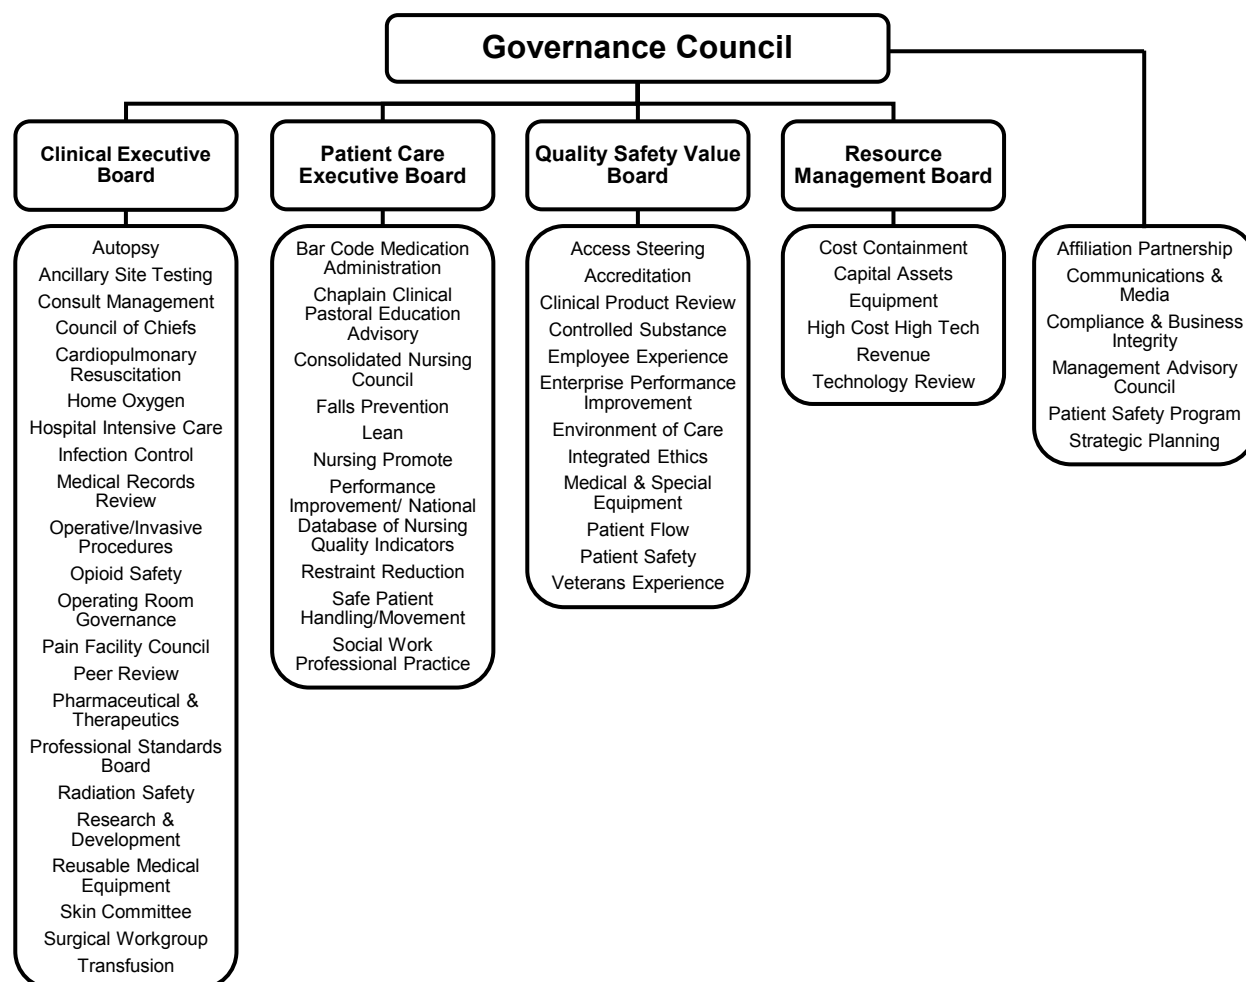 Governance Council
Clinical Executive
Board
Patient Care
Executive Board
Quality Safety Value
Board
Resource
Management Board
Autopsy
Ancillary Site Testing
Consult Management
Council of Chiefs
Cardiopulmonary
Resuscitation
Home Oxygen
Hospital Intensive Care
Infection Control
Medical Records
Review
Operative/Invasive
Procedures
Opioid Safety
Operating Room
Governance
Pain Facility Council
Peer Review
Pharmaceutical &
Therapeutics
Professional Standards
Board
Radiation Safety
Research &
Development
Reusable Medical
Equipment
Skin Committee
Surgical Workgroup
Transfusion
Bar Code Medication
Administration
Chaplain Clinical
Pastoral Education
Advisory
Consolidated Nursing
Council
Falls Prevention
Lean
Nursing Promote
Performance
Improvement/ National
Database of Nursing
Quality Indicators
Restraint Reduction
Safe Patient
Handling/Movement
Social Work
Professional Practice
Access Steering
Accreditation
Clinical Product Review
Controlled Substance
Employee Experience
Enterprise Performance
Improvement
Environment of Care
Integrated Ethics
Medical & Special
Equipment
Patient Flow
Patient Safety
Veterans Experience
Cost Containment
Capital Assets
Equipment
High Cost High Tech
Revenue
Technology Review
Affiliation Partnership
Communications &
Media
Compliance & Business
Integrity
Management Advisory
Council
Patient Safety Program
Strategic Planning